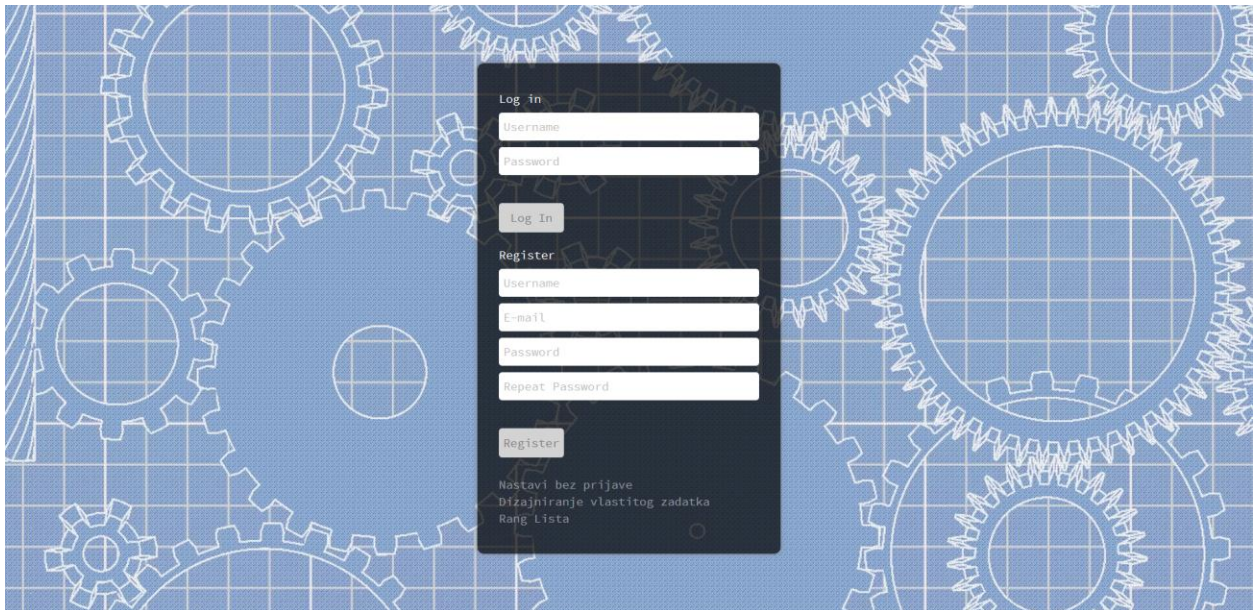 Log in
Username
Password
Log In
Register
Username
E-mail
Password
Repeat Password
Register
Nastavi bez prijave
Dizajniranje vlastitog zadatka
Rang Lista